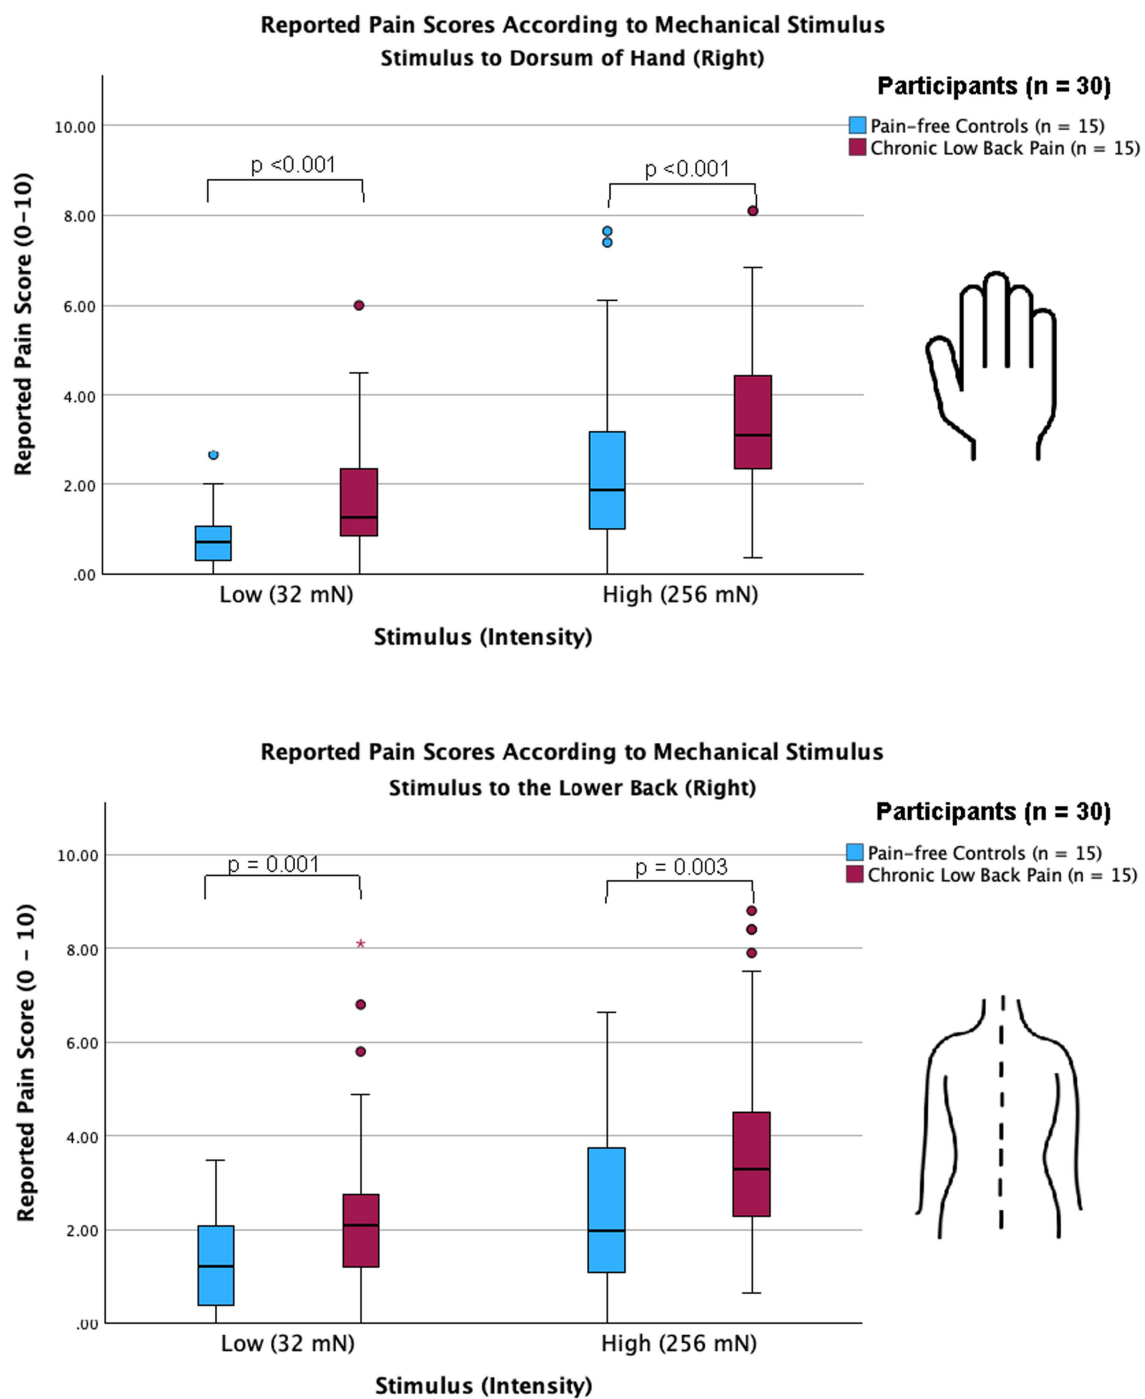 Reported Pain Scores According to Mechanical Stimulus
Stimulus to Dorsum of Hand (Right)
Participants (n = 30)
Pain-free Controls (n = 15)
Chronic Low Back Pain (n = 15)
Reported Pain Score (0-10)
10.00
8.00
6.00
4.00
2.00
.00
p <0.001
p <0.001
Low (32 mN)
High (256 mN)
Stimulus (Intensity)
Reported Pain Scores According to Mechanical Stimulus
Stimulus to the Lower Back (Right)
Participants (n = 30)
Pain-free Controls (n = 15)
Chronic Low Back Pain (n = 15)
Reported Pain Score (0 - 10)
10.00
8.00
6.00
4.00
2.00
.00
p = 0.001
p = 0.003
Low (32 mN)
High (256 mN)
Stimulus (Intensity)